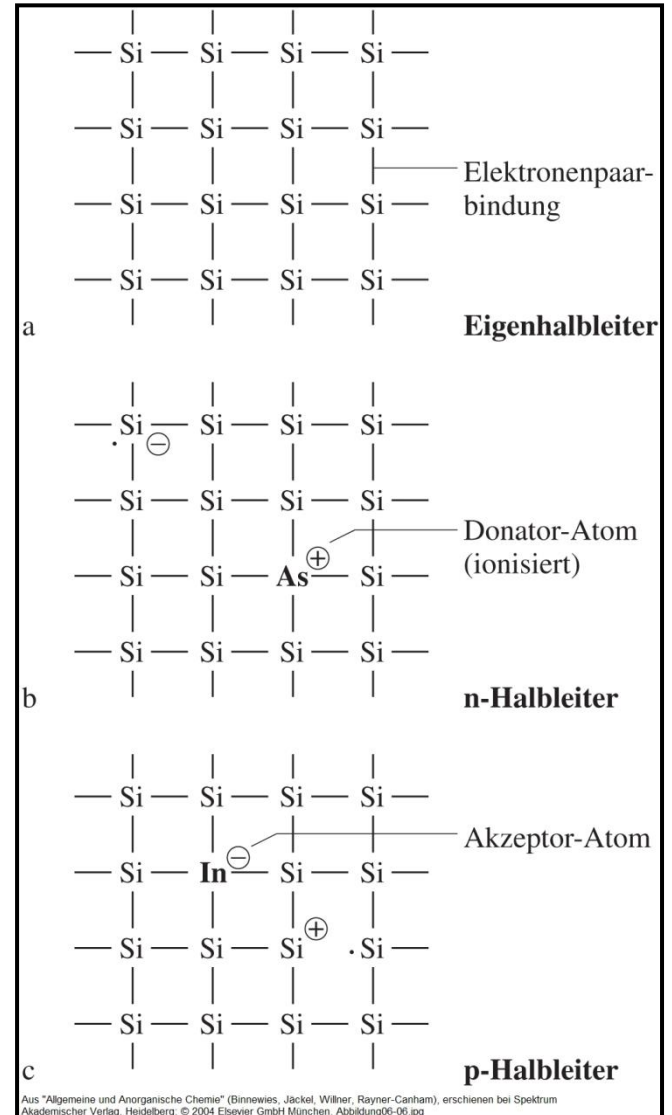 Si Si Si Si
Si Si Si Si
Elektronenpaar-
bindung
Si Si Si Si
Si Si Si Si
a
Eigenhalbleiter
Si Si Si Si
⊖
Si Si Si Si
Donator-Atom
(ionisiert)
⊕
Si Si As Si
Si Si Si Si
b
n-Halbleiter
Si Si Si Si
Akzeptor-Atom
⊖
Si In Si Si
⊕
Si Si Si ·Si
Si Si Si Si
c
p-Halbleiter
Aus "Allgemeine und Anorganische Chemie" (Binnewies, Jäckel, Willner, Rayner-Canham), erschienen bei Spektrum
Akademischer Verlag, Heidelberg; © 2004 Elsevier GmbH München. Abbildung06-06.jpg